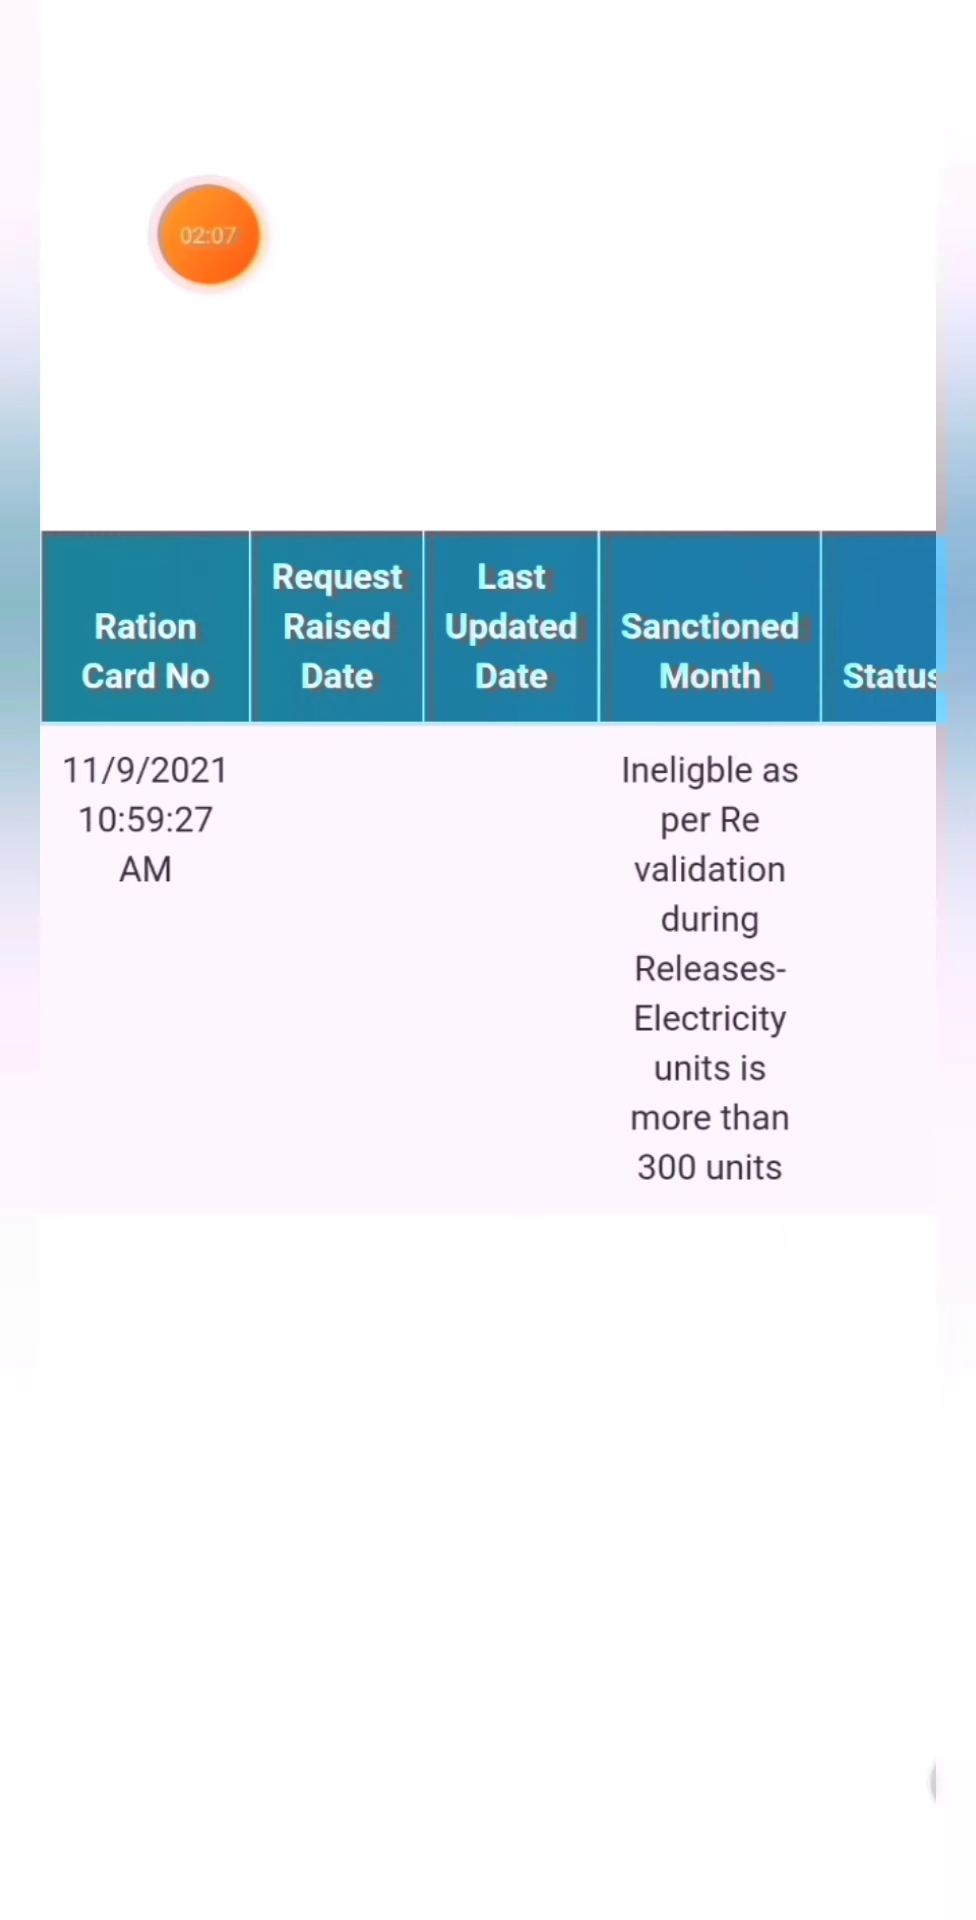 02:07
Ration Card No
Request Raised Date
Last Updated Date
Sanctioned Month
Status
11/9/2021
10:59:27
AM
Ineligble as
per Re
validation
during
Releases-
Electricity
units is
more than
300 units